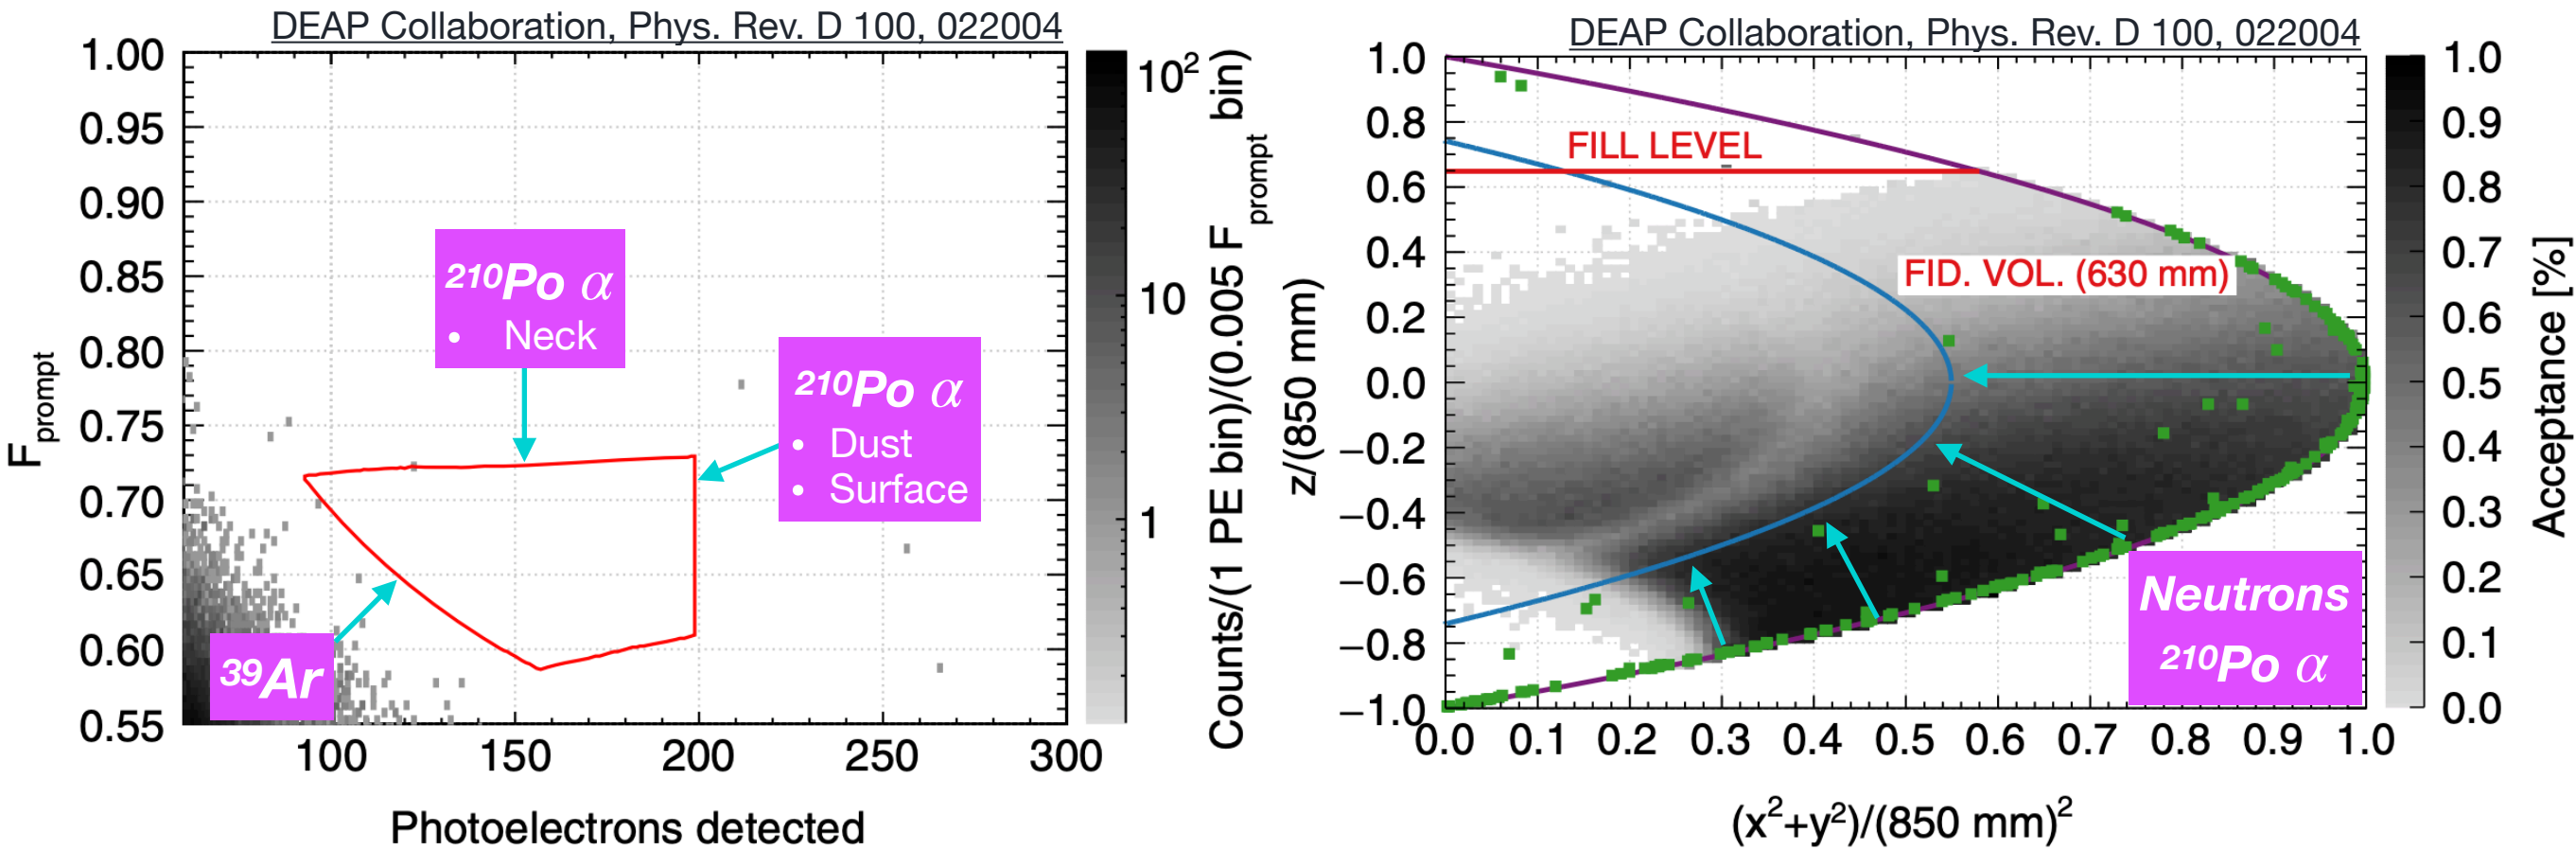 DEAP Collaboration, Phys. Rev. D 100, 022004
1.00
0.95
0.90
0.85
0.80
0.75
0.70
0.65
0.60
0.55
F prompt
²¹⁰Po α
• Neck
²¹⁰Po α
• Dust
• Surface
³⁹Ar
100
150
200
250
300
Photoelectrons detected
10²
10
1
Counts/(1 PE bin)/(0.005 F prompt bin)
DEAP Collaboration, Phys. Rev. D 100, 022004
1.0
0.8
0.6
0.4
0.2
0.0
−0.2
−0.4
−0.6
−0.8
−1.0
z/(850 mm)
FILL LEVEL
FID. VOL. (630 mm)
Neutrons
²¹⁰Po α
0.0
0.1
0.2
0.3
0.4
0.5
0.6
0.7
0.8
0.9
1.0
(x²+y²)/(850 mm)²
1.0
0.9
0.8
0.7
0.6
0.5
0.4
0.3
0.2
0.1
0.0
Acceptance [%]